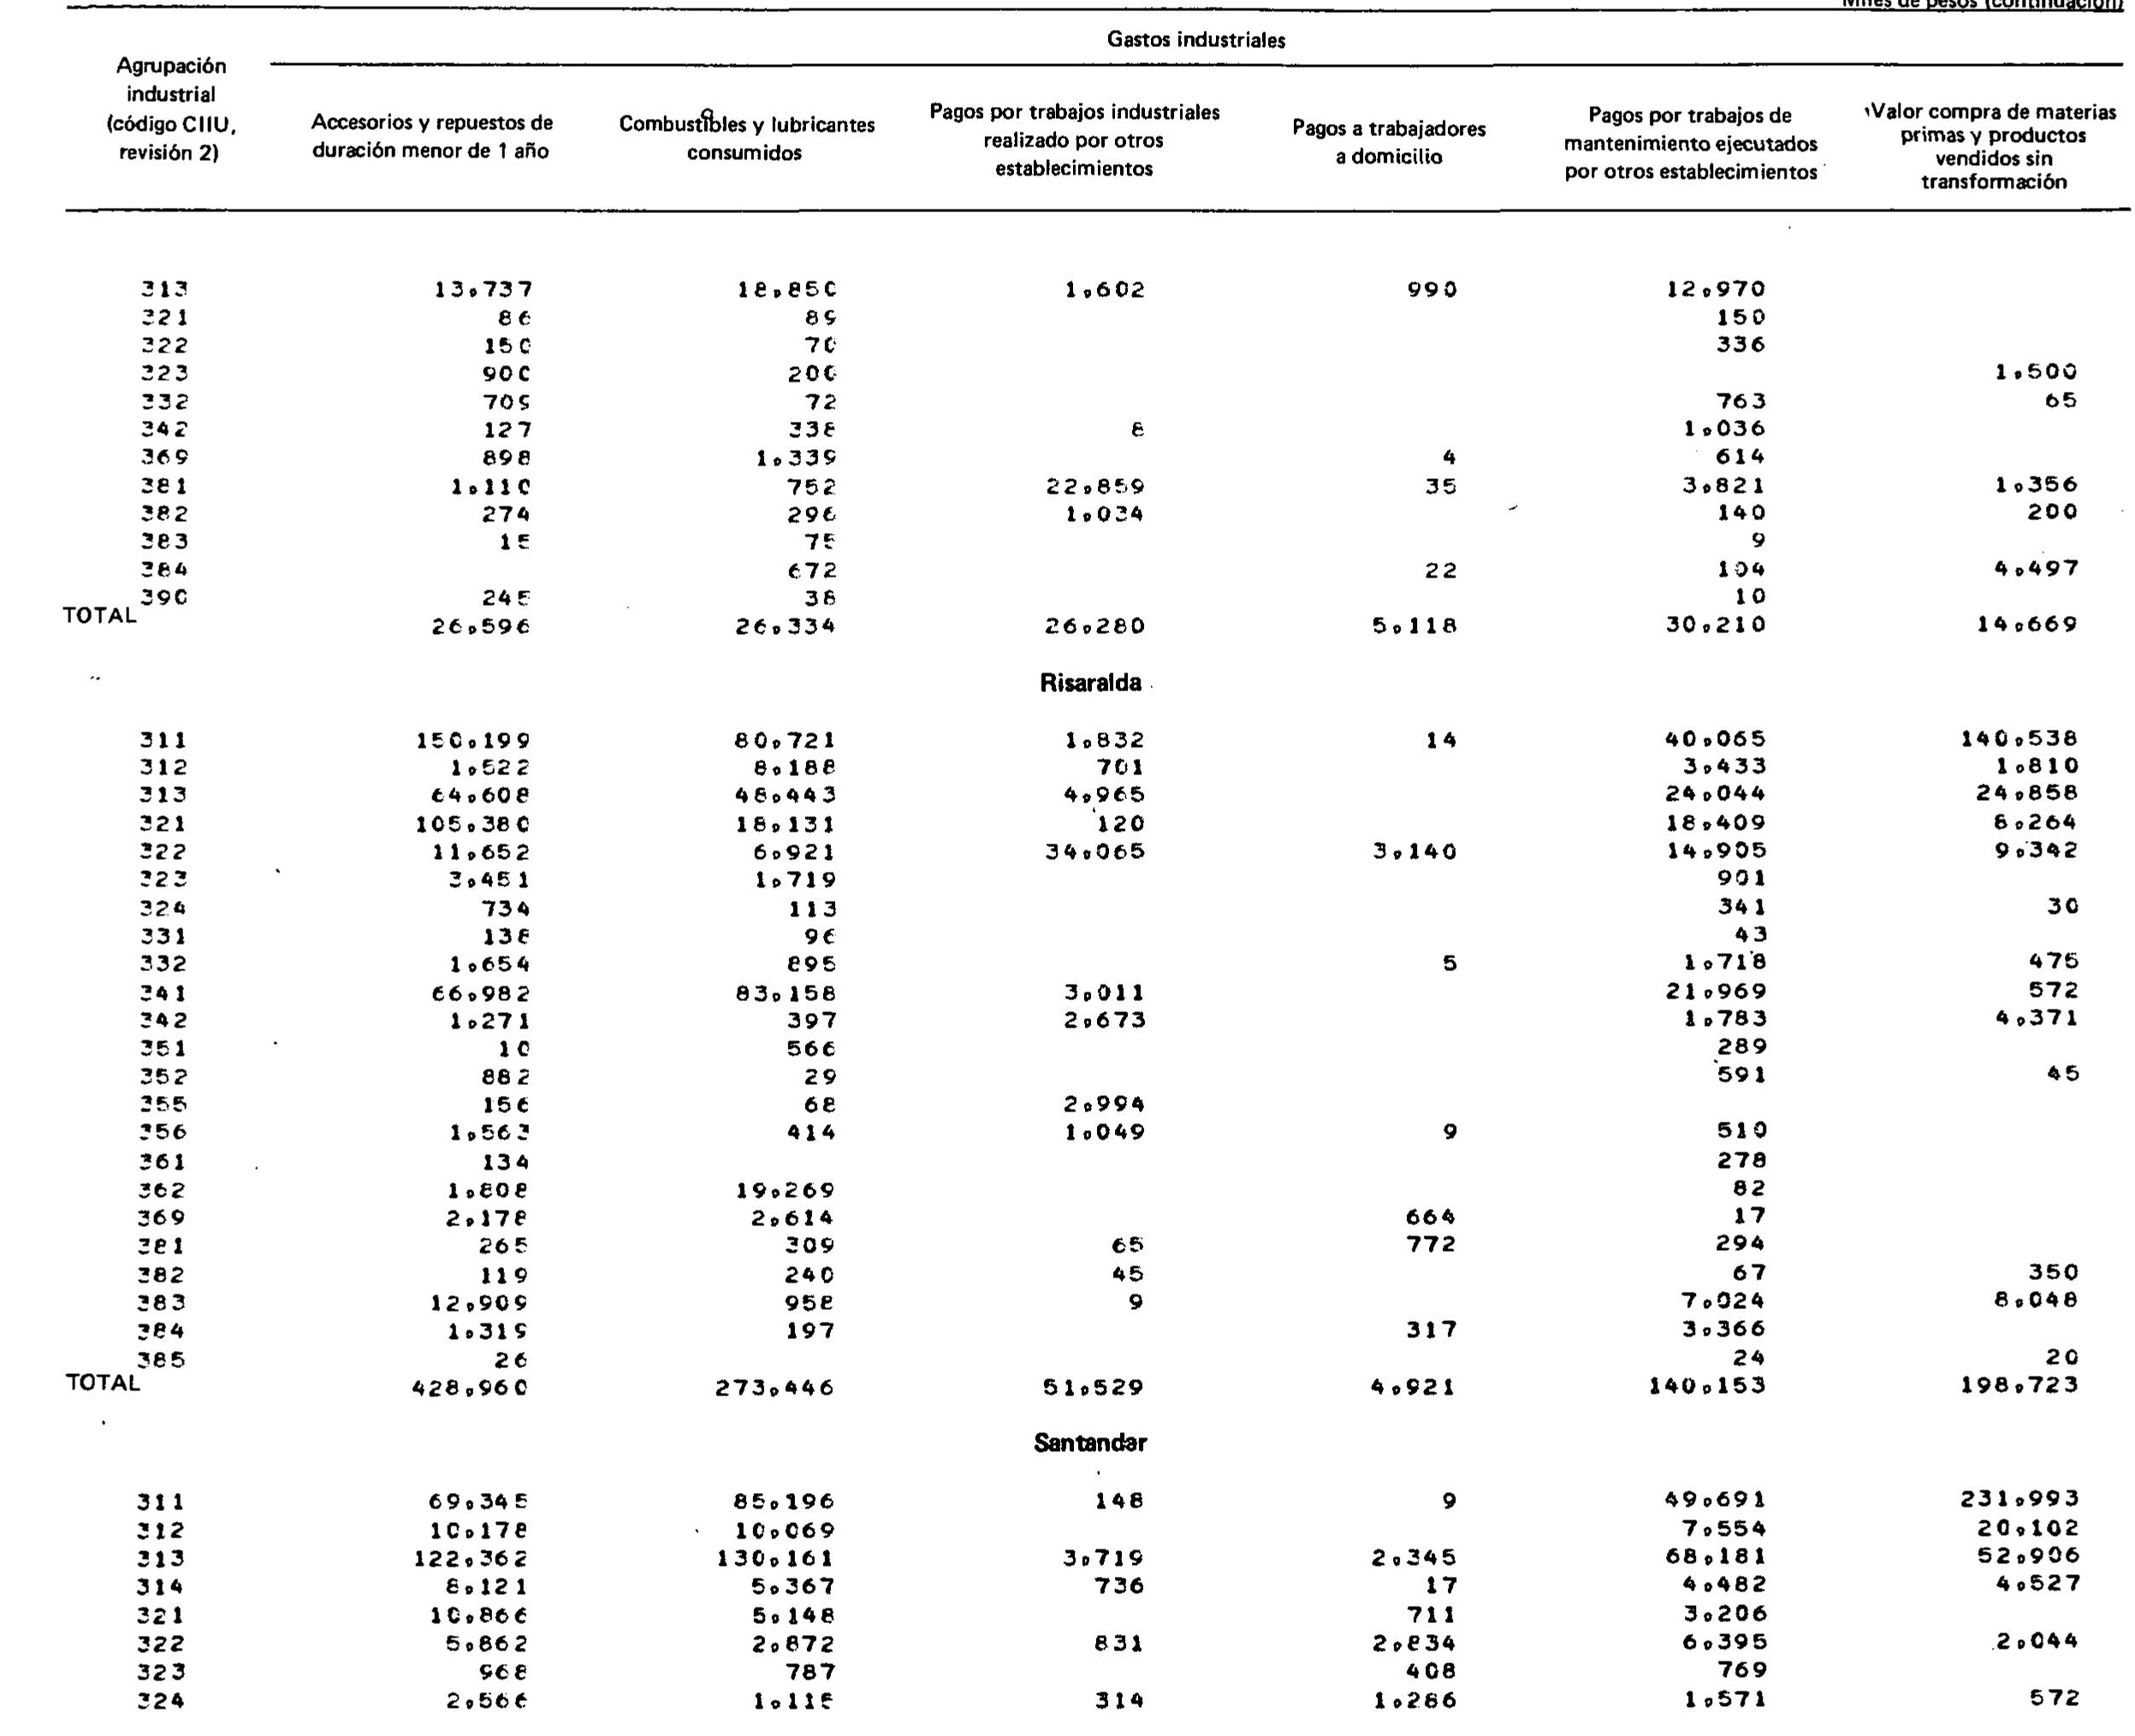 Miles de pesos (continuación)
Gastos industriales
Agrupación industrial (código CIIU, revisión 2)
Accesorios y repuestos de duración menor de 1 año
Combustibles y lubricantes consumidos
Pagos por trabajos industriales realizado por otros establecimientos
Pagos a trabajadores a domicilio
Pagos por trabajos de mantenimiento ejecutados por otros establecimientos
Valor compra de materias primas y productos vendidos sin transformación
313 13.737 18.850 1.602 990 12.970
321 86 89 150
322 150 70 336
323 900 200 1.500
332 709 72 763 65
342 127 338 8 1.036
369 898 1.339 4 614
381 1.110 752 22.859 35 3.821 1.356
382 274 296 1.034 140 200
383 15 75 9
384 672 22 104 4.497
390 245 38 10
TOTAL 26.596 26.334 26.280 5.118 30.210 14.669
Risaralda
311 150.199 80.721 1.832 14 40.065 140.538
312 1.522 8.188 701 3.433 1.810
313 64.608 48.443 4.965 24.044 24.858
321 105.380 18.131 120 18.409 8.264
322 11.652 6.921 34.065 3.140 14.905 9.342
323 3.451 1.719 901
324 734 113 341 30
331 138 96 43
332 1.654 895 5 1.718 475
341 66.982 83.158 3.011 21.969 572
342 1.271 397 2.673 1.783 4.371
351 10 566 289
352 882 29 591 45
355 156 68 2.994
356 1.563 414 1.049 9 510
361 134 278
362 1.808 19.269 82
369 2.178 2.614 664 17
381 265 309 65 772 294
382 119 240 45 67 350
383 12.909 958 9 7.024 8.048
384 1.319 197 317 3.366
385 26 24 20
TOTAL 428.960 273.446 51.529 4.921 140.153 198.723
Santander
311 69.345 85.196 148 9 49.691 231.993
312 10.178 10.069 7.554 20.102
313 122.362 130.161 3.719 2.345 68.181 52.906
314 8.121 5.367 736 17 4.482 4.527
321 10.866 5.148 711 3.206
322 5.862 2.872 831 2.834 6.395 2.044
323 968 787 408 769
324 2.566 1.115 314 1.286 1.571 572